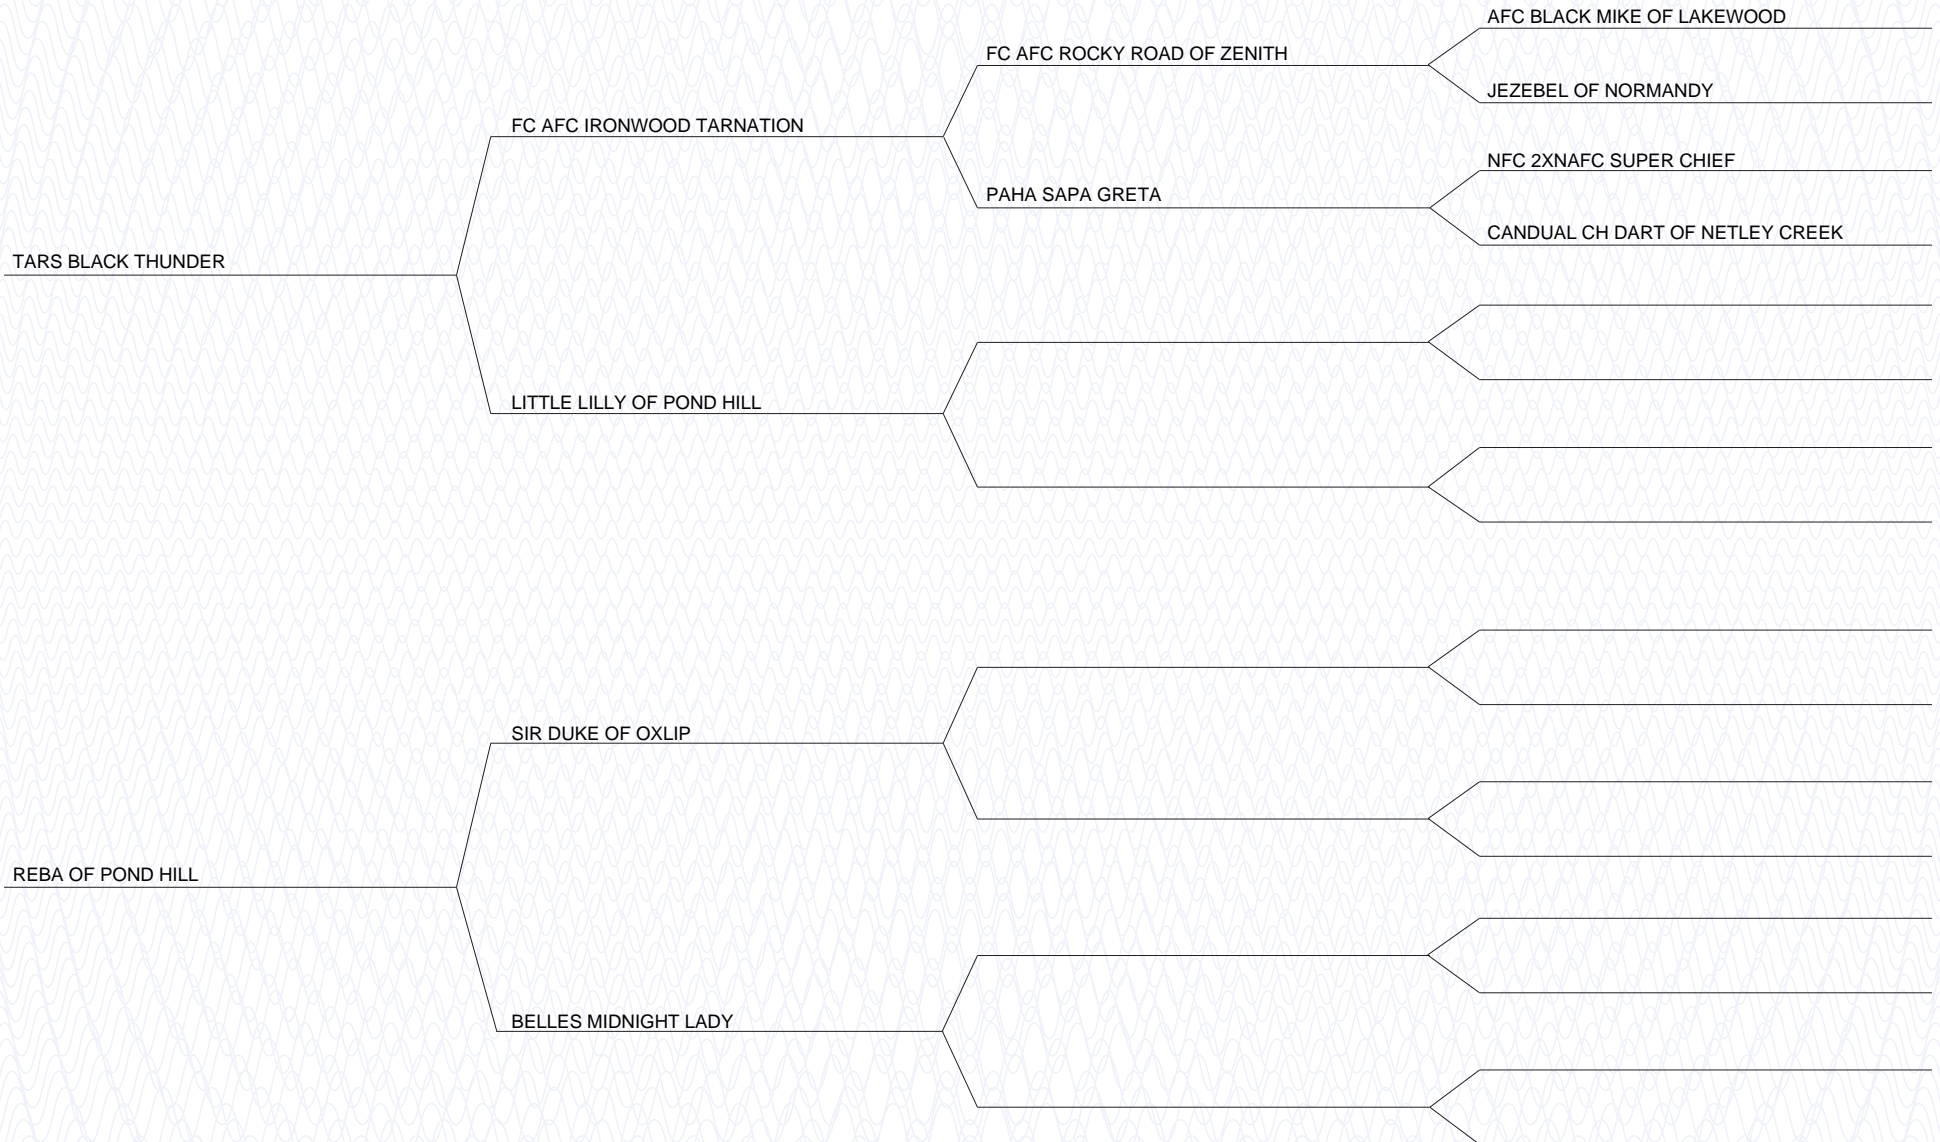 AFC BLACK MIKE OF LAKEWOOD
FC AFC ROCKY ROAD OF ZENITH
JEZEBEL OF NORMANDY
FC AFC IRONWOOD TARNATION
NFC 2XNAFC SUPER CHIEF
PAHA SAPA GRETA
CANDUAL CH DART OF NETLEY CREEK
TARS BLACK THUNDER
LITTLE LILLY OF POND HILL
SIR DUKE OF OXLIP
REBA OF POND HILL
BELLES MIDNIGHT LADY